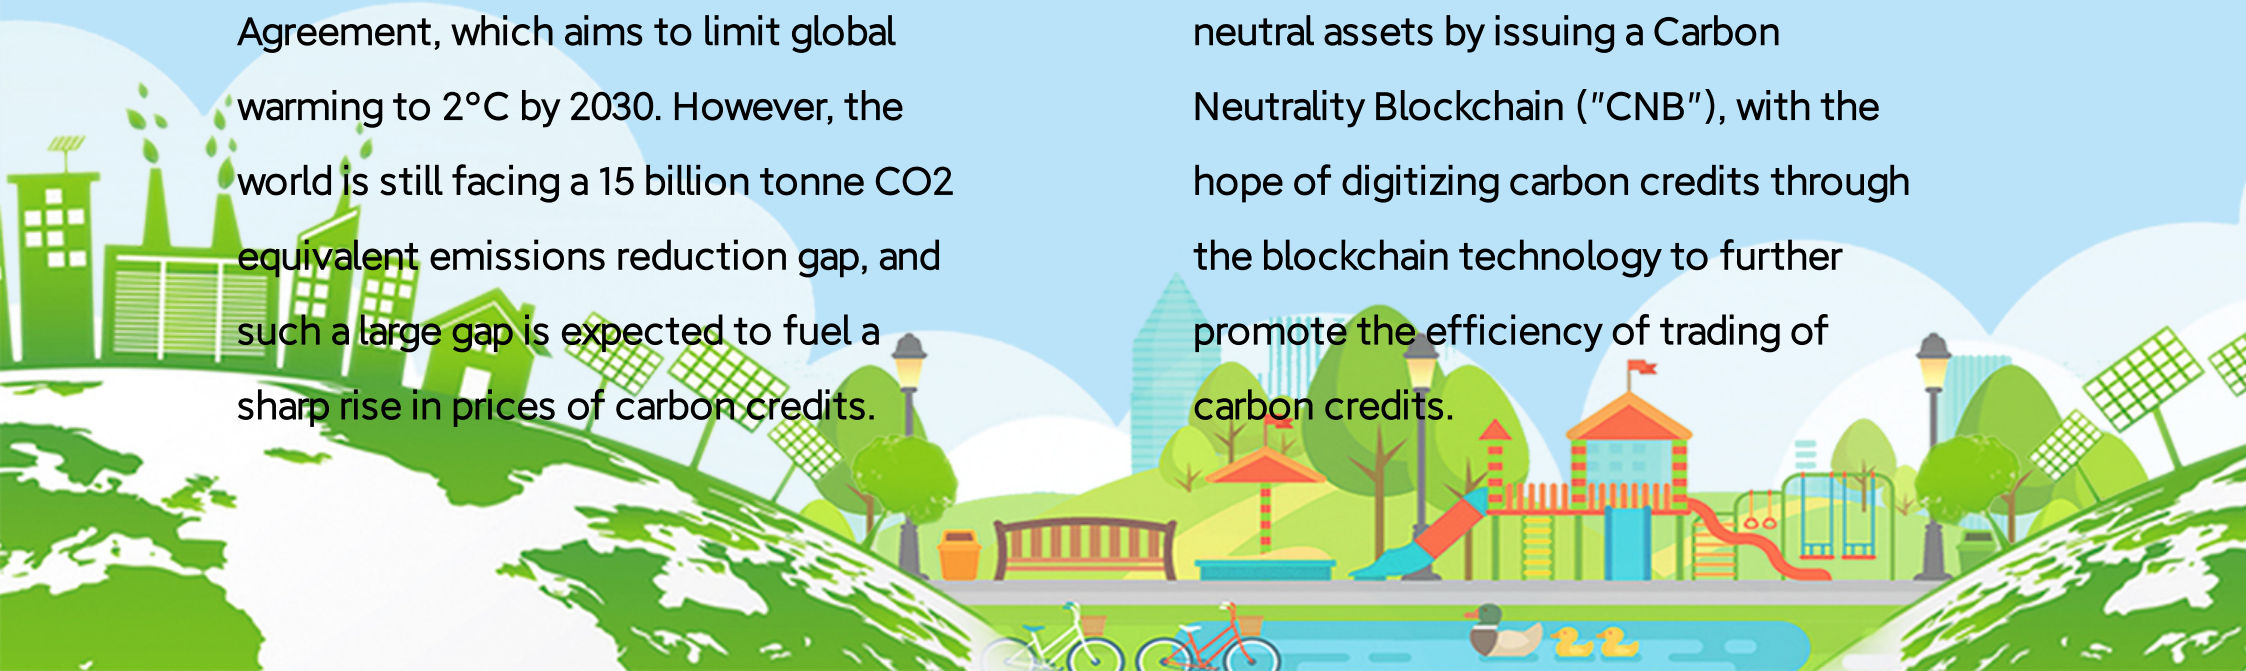 Agreement, which aims to limit global
warming to 2°C by 2030. However, the
world is still facing a 15 billion tonne CO2
equivalent emissions reduction gap, and
such a large gap is expected to fuel a
sharp rise in prices of carbon credits.
neutral assets by issuing a Carbon
Neutrality Blockchain ("CNB"), with the
hope of digitizing carbon credits through
the blockchain technology to further
promote the efficiency of trading of
carbon credits.